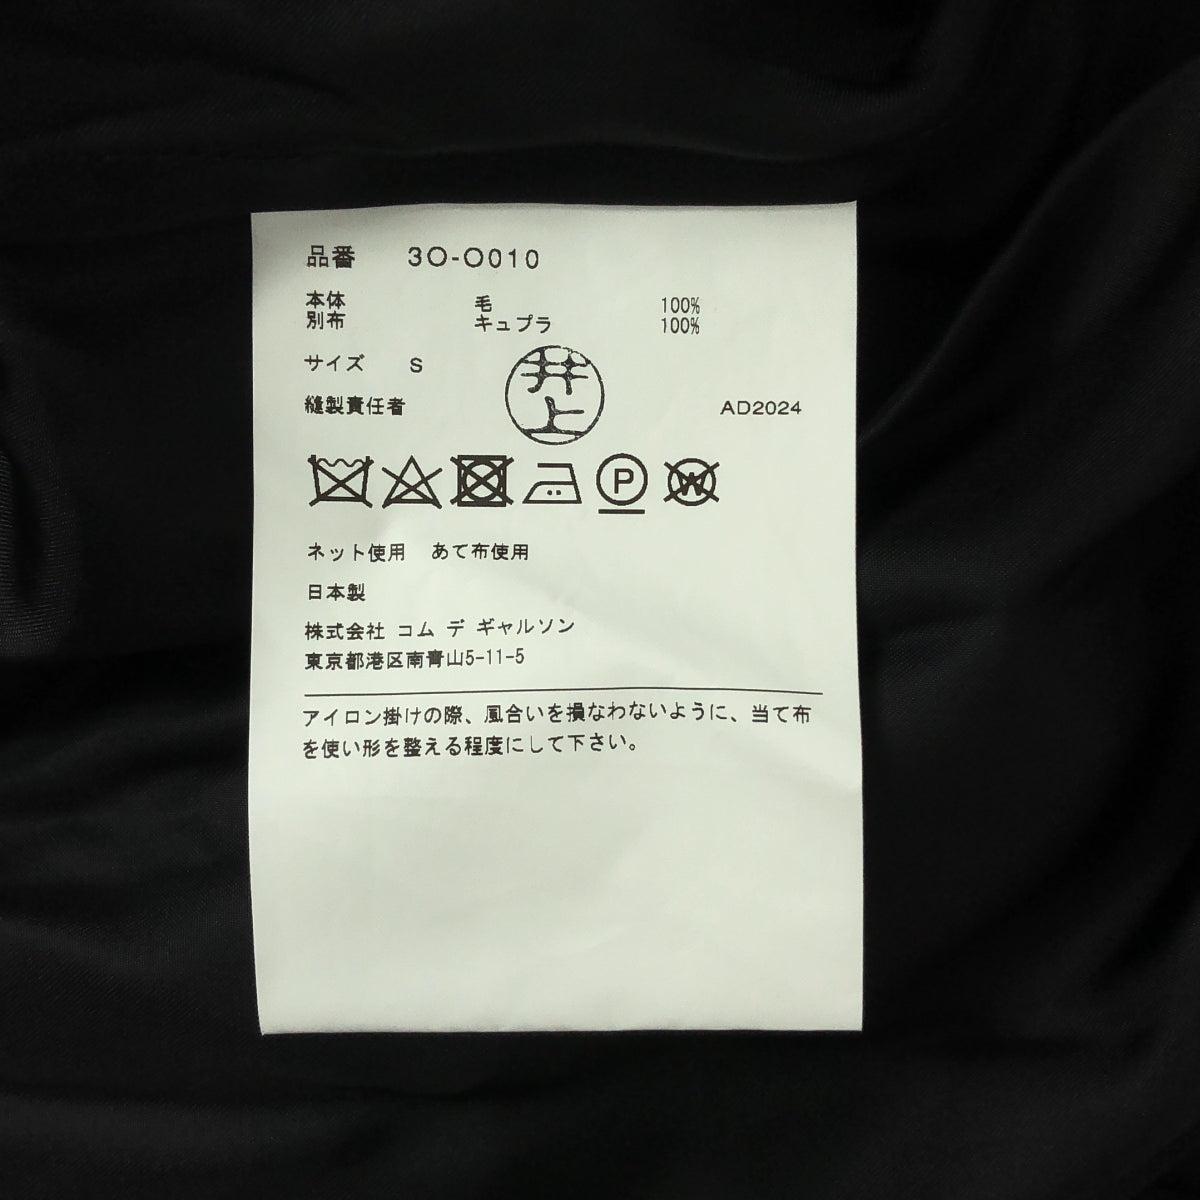 品番 3O-O010
本体 毛 100%
別布 キュプラ 100%
サイズ S
井上
縫製責任者 AD2024
P W
ネット使用 あて布使用
日本製
株式会社 コム デ ギャルソン
東京都港区南青山5-11-5
アイロン掛けの際、風合いを損なわないように、当て布
を使い形を整える程度にして下さい。